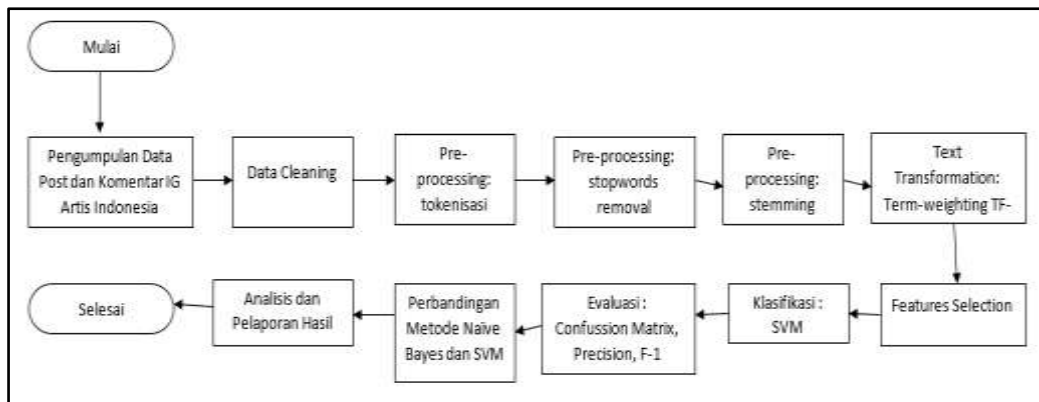 Mulai
Pengumpulan Data
Post dan Komentar IG
Artis Indonesia
Data Cleaning
Pre-
processing:
tokenisasi
Pre-processing:
stopwords
removal
Pre-
processing:
stemming
Text
Transformation:
Term-weighting TF-
Features Selection
Klasifikasi :
SVM
Evaluasi :
Confussion Matrix,
Precision, F-1
Perbandingan
Metode Naïve
Bayes dan SVM
Analisis dan
Pelaporan Hasil
Selesai